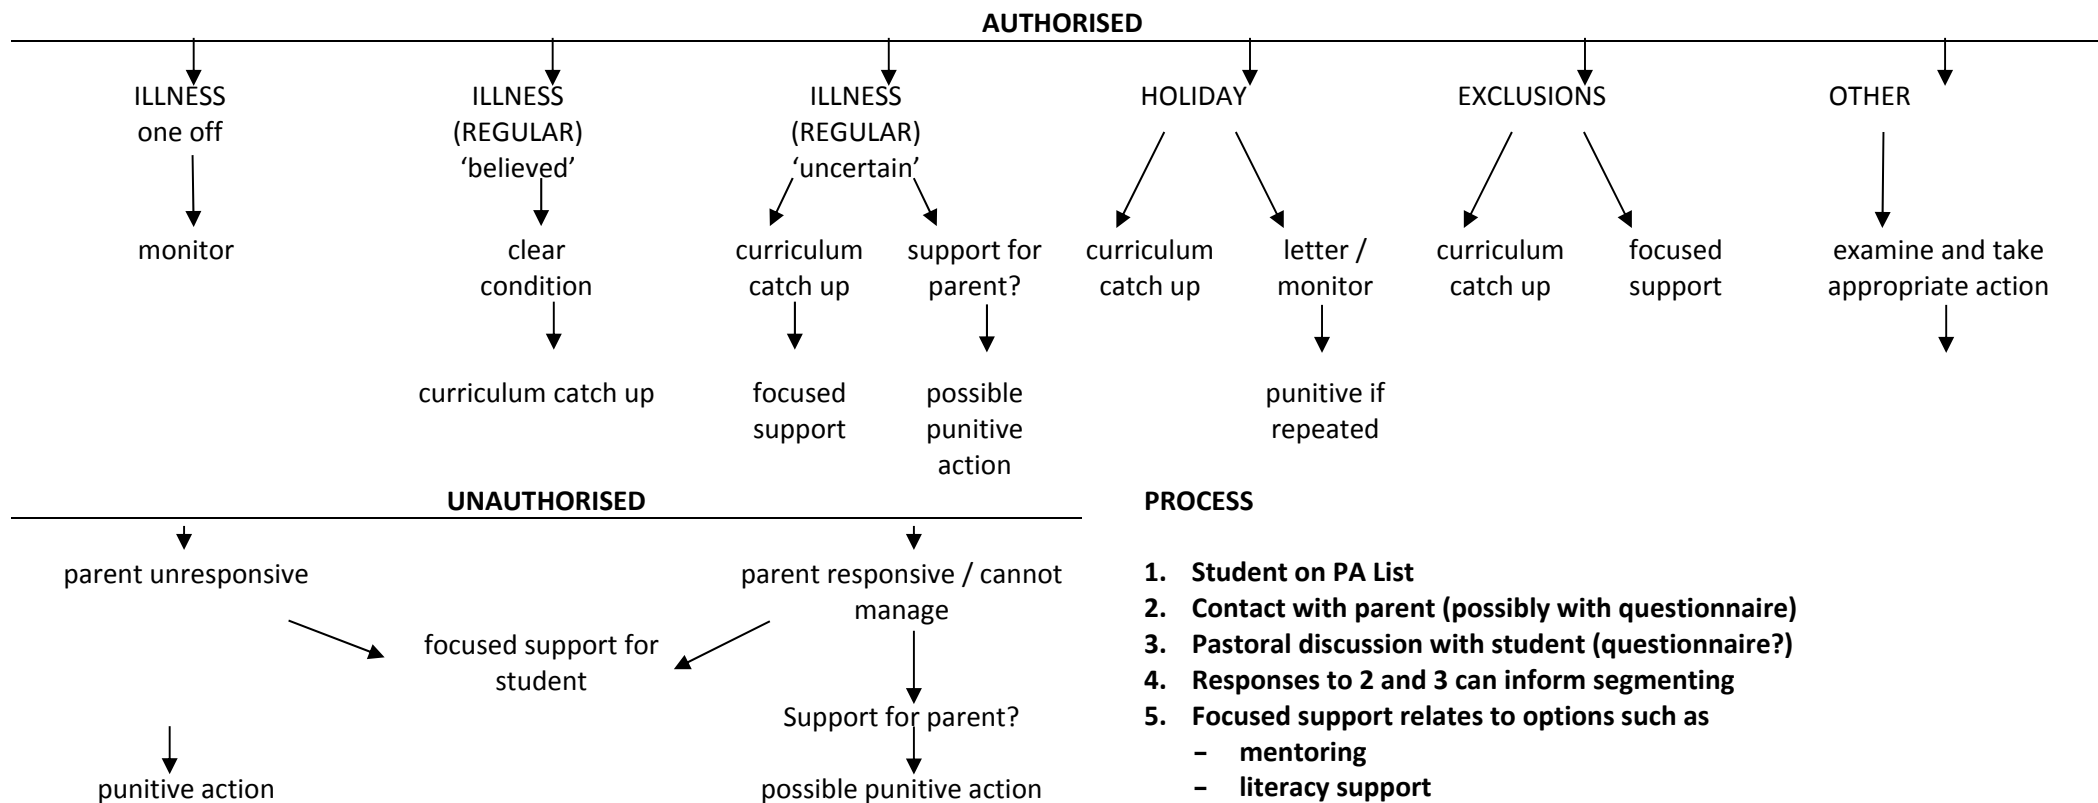 AUTHORISED
ILLNESS
one off
monitor
ILLNESS
(REGULAR)
‘believed’
clear
condition
curriculum catch up
ILLNESS
(REGULAR)
‘uncertain’
curriculum
catch up
focused
support
support for
parent?
possible
punitive
action
HOLIDAY
curriculum
catch up
letter /
monitor
punitive if
repeated
EXCLUSIONS
curriculum
catch up
focused
support
OTHER
examine and take
appropriate action
UNAUTHORISED
parent unresponsive
punitive action
focused support for
student
parent responsive / cannot
manage
Support for parent?
possible punitive action
PROCESS
1. Student on PA List
2. Contact with parent (possibly with questionnaire)
3. Pastoral discussion with student (questionnaire?)
4. Responses to 2 and 3 can inform segmenting
5. Focused support relates to options such as
– mentoring
– literacy support